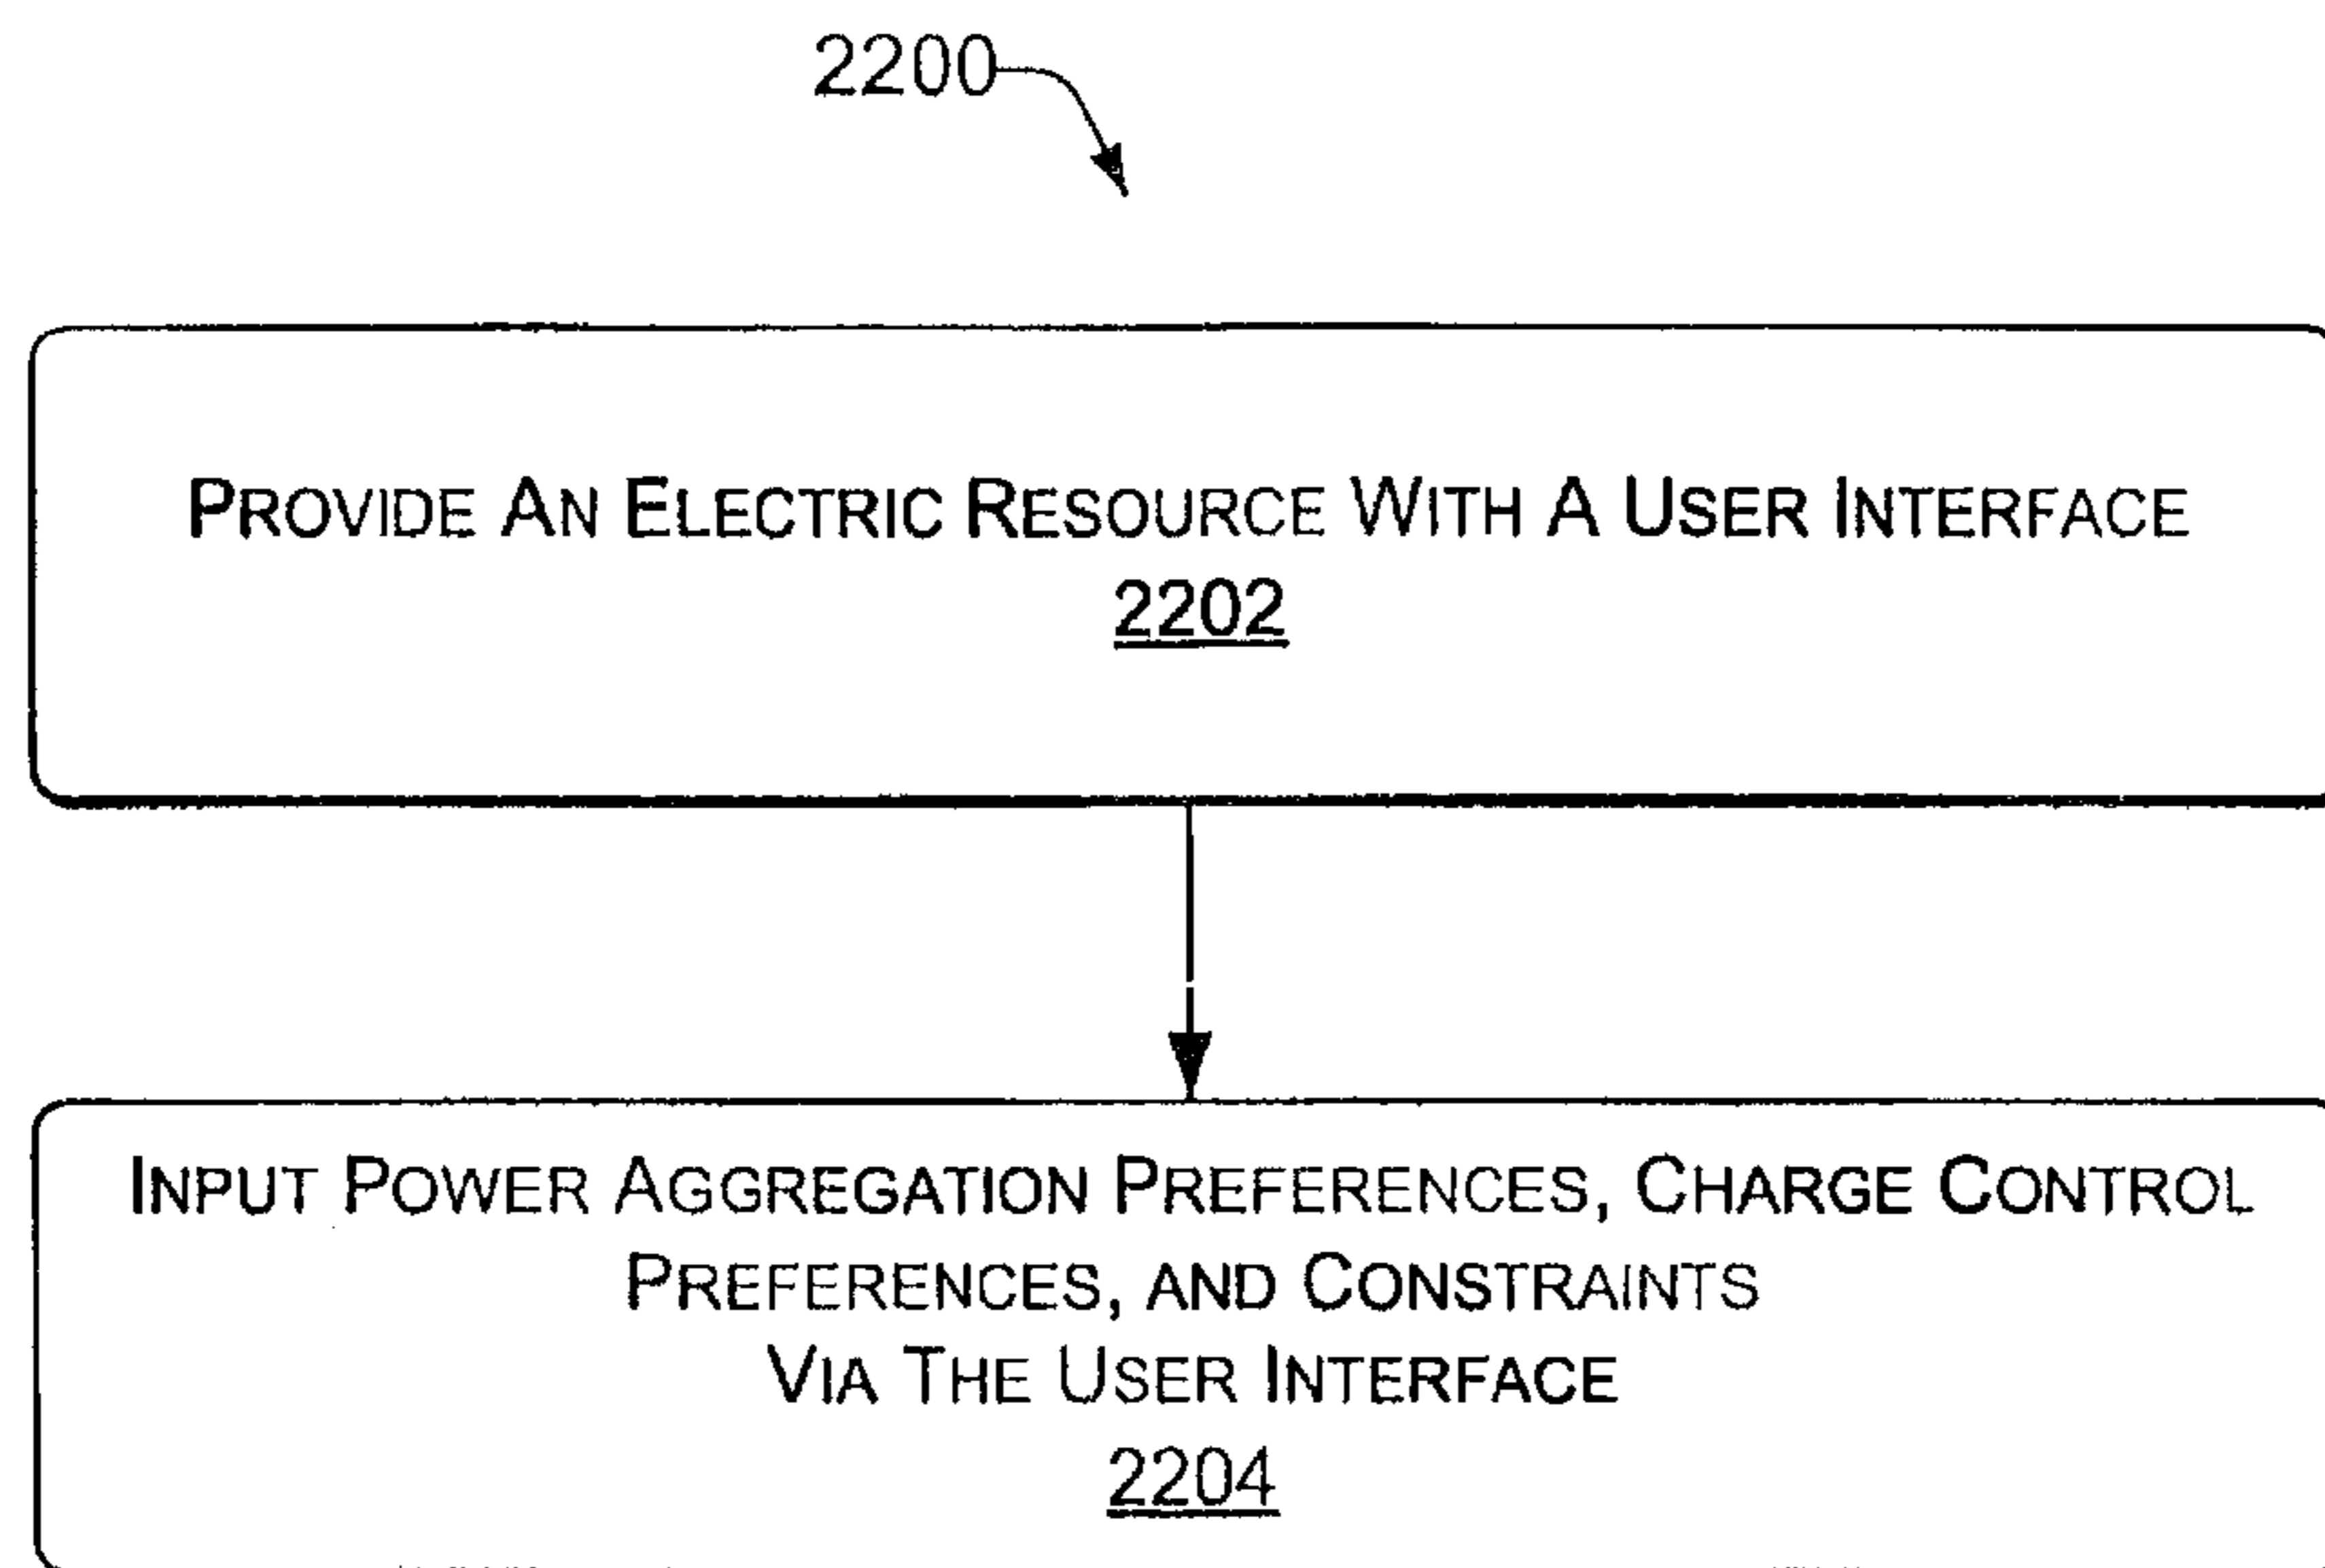 2200
PROVIDE AN ELECTRIC RESOURCE WITH A USER INTERFACE
2202
INPUT POWER AGGREGATION PREFERENCES, CHARGE CONTROL
PREFERENCES, AND CONSTRAINTS
VIA THE USER INTERFACE
2204